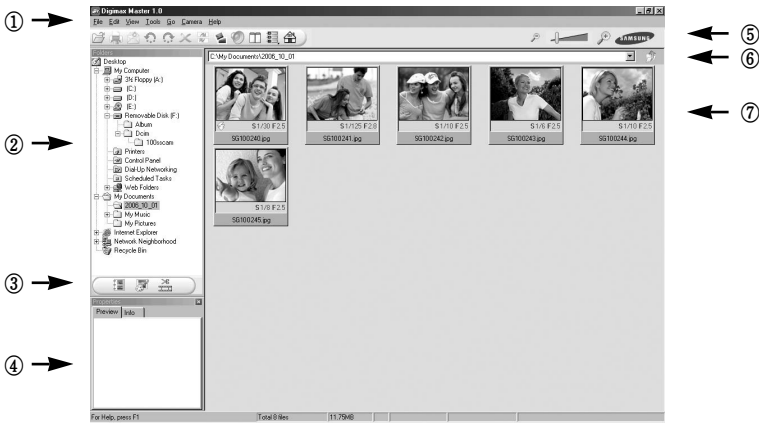 Digimax Master 1.0
File Edit View Tools Go Camera Help
SAMSUNG
Folders
C:\My Documents\2006_10_01
Desktop
My Computer
3½ Floppy (A:)
(C:)
(D:)
(E:)
Removable Disk (F:)
Album
Dcim
100sscam
Printers
Control Panel
Dial-Up Networking
Scheduled Tasks
Web Folders
My Documents
2006_10_01
My Music
My Pictures
Internet Explorer
Network Neighborhood
Recycle Bin
S1/30 F2.5
SG100240.jpg
S1/125 F2.8
SG100241.jpg
S1/10 F2.5
SG100242.jpg
S1/6 F2.5
SG100243.jpg
S1/10 F2.5
SG100244.jpg
S1/8 F2.5
SG100245.jpg
Properties
Preview Info
For Help, press F1 Total 8 files 11.75MB
①
②
③
④
⑤
⑥
⑦